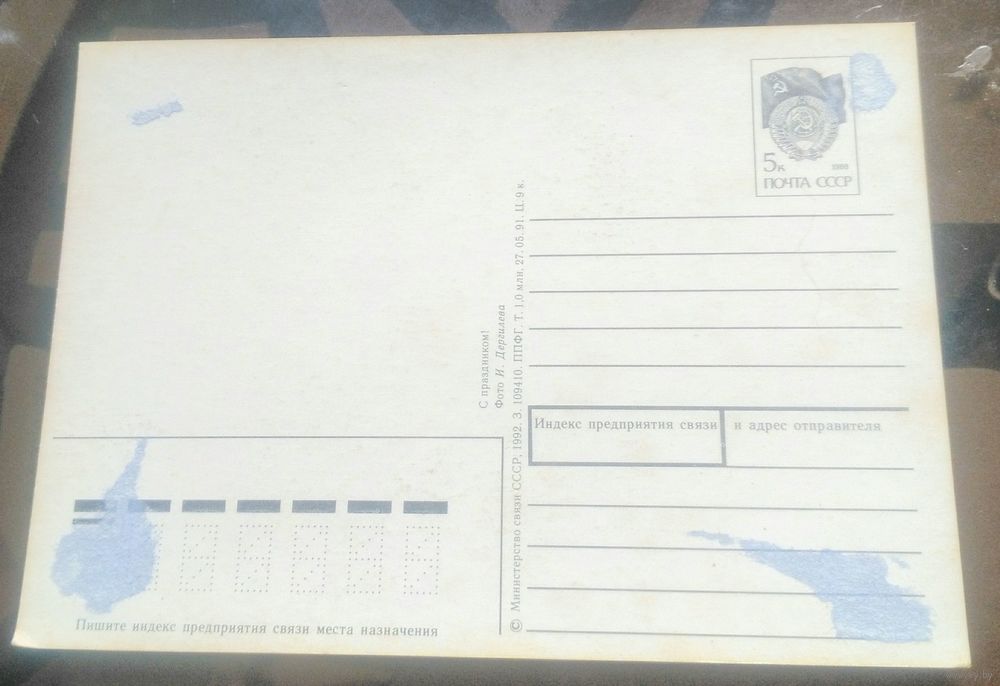 5к
1988
ПОЧТА СССР
С праздником!
Фото И. Дергилева
© Министерство связи СССР, 1992. З. 109410. ППФГ. Т. 1,0 млн. 27.05.91. Ц. 9 к.
Индекс предприятия связи и адрес отправителя
Пишите индекс предприятия связи места назначения